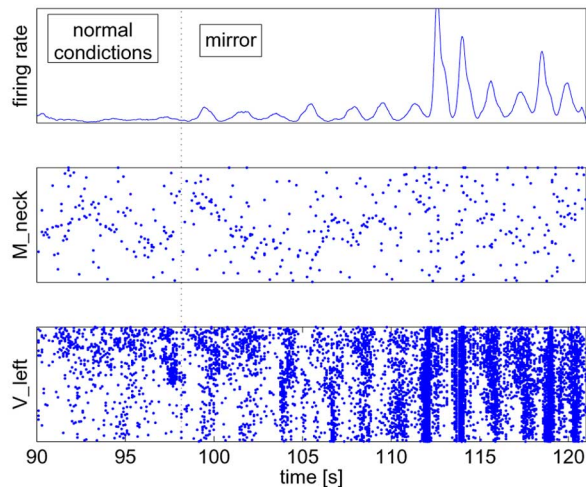 normal
condictions
mirror
firing rate
M_neck
V_left
90 95 100 105 110 115 120
time [s]